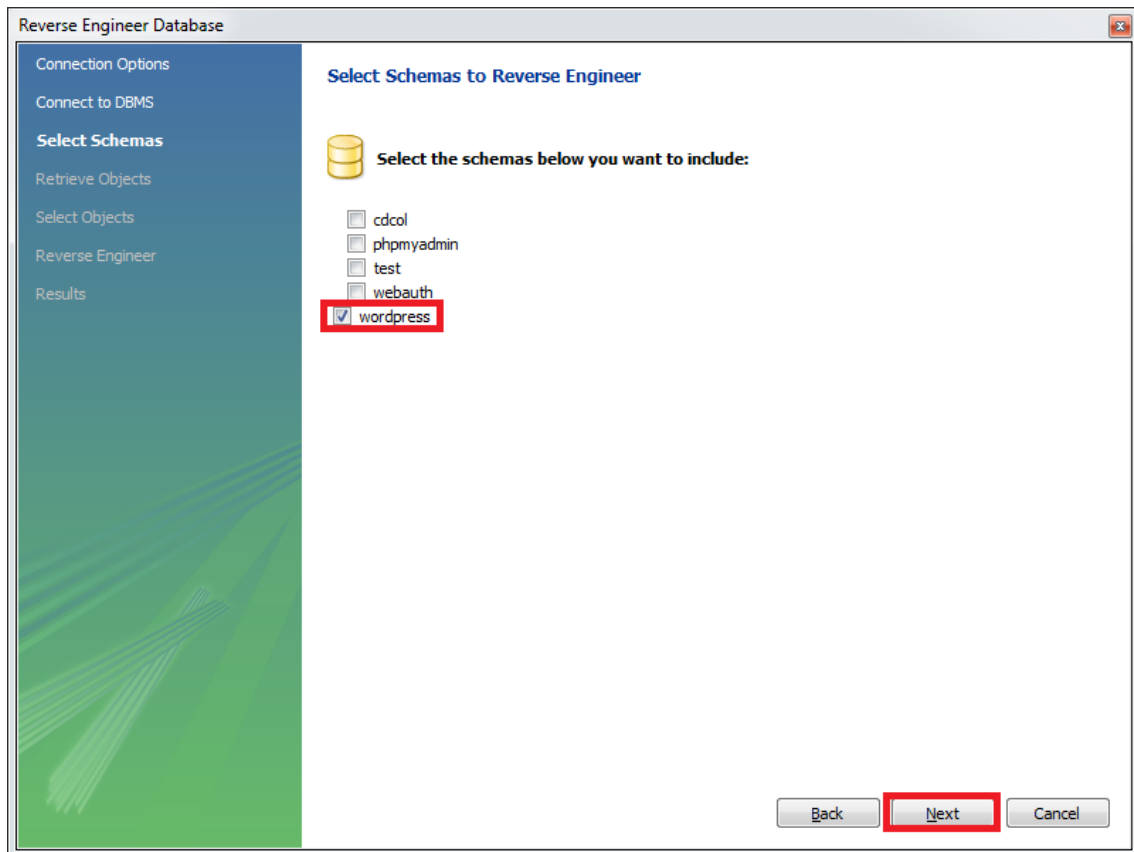 Reverse Engineer Database
Connection Options
Connect to DBMS
Select Schemas
Retrieve Objects
Select Objects
Reverse Engineer
Results
Select Schemas to Reverse Engineer
Select the schemas below you want to include:
cdcol
phpmyadmin
test
webauth
wordpress
Back
Next
Cancel